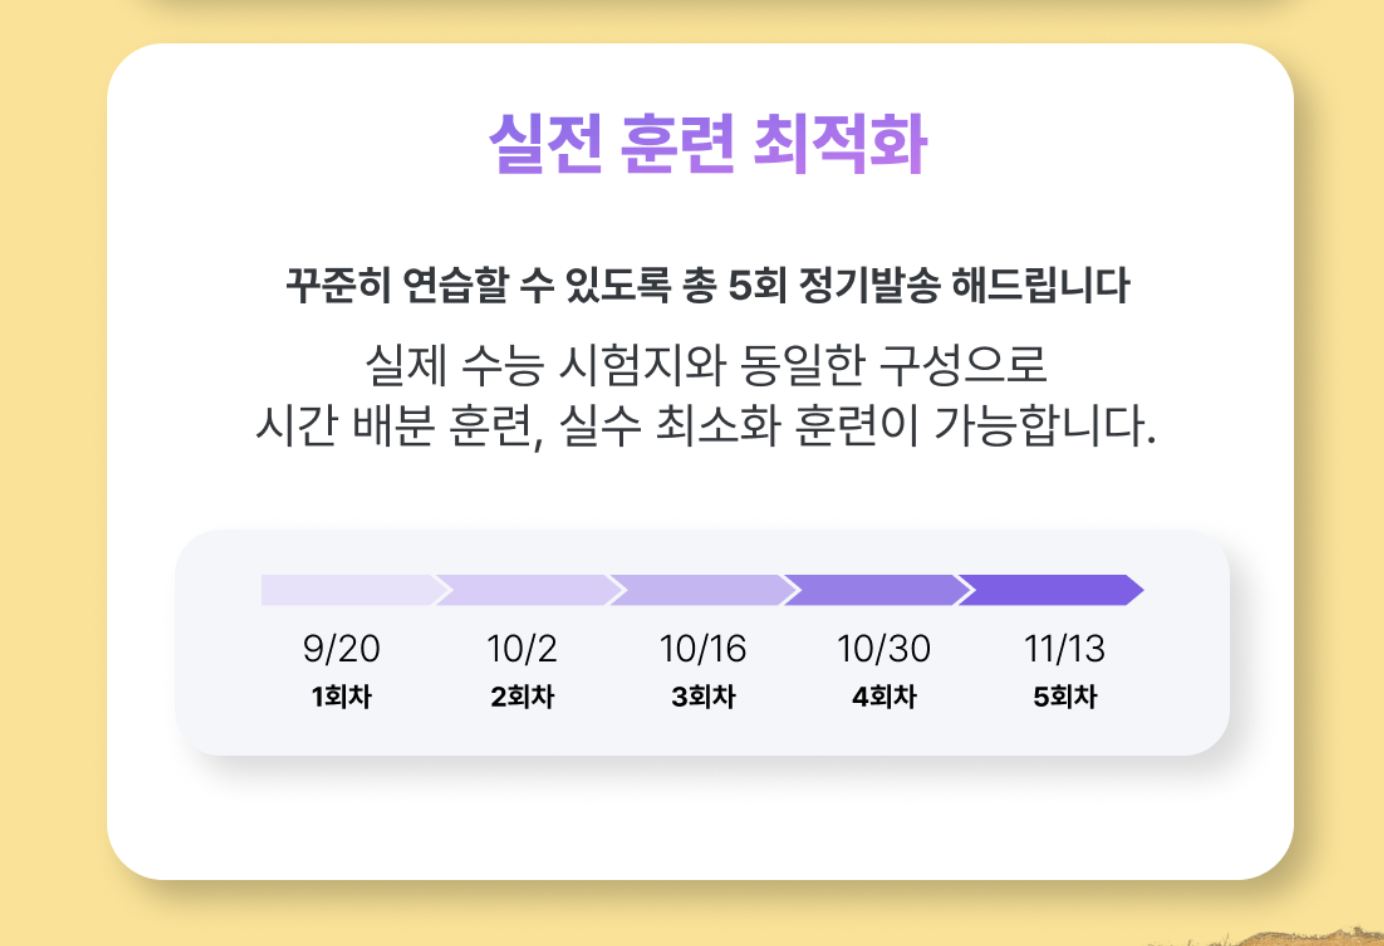 실전 훈련 최적화
꾸준히 연습할 수 있도록 총 5회 정기발송 해드립니다
실제 수능 시험지와 동일한 구성으로
시간 배분 훈련, 실수 최소화 훈련이 가능합니다.
9/20 10/2 10/16 10/30 11/13
1회차 2회차 3회차 4회차 5회차